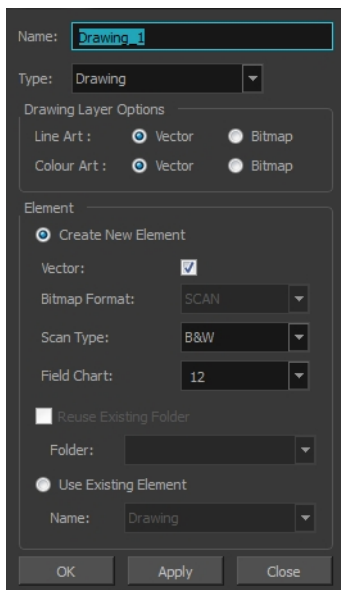 Name: Drawing_1
Type: Drawing
Drawing Layer Options
Line Art : Vector Bitmap
Colour Art : Vector Bitmap
Element
Create New Element
Vector:
Bitmap Format: SCAN
Scan Type: B&W
Field Chart: 12
Reuse Existing Folder
Folder:
Use Existing Element
Name: Drawing
OK Apply Close